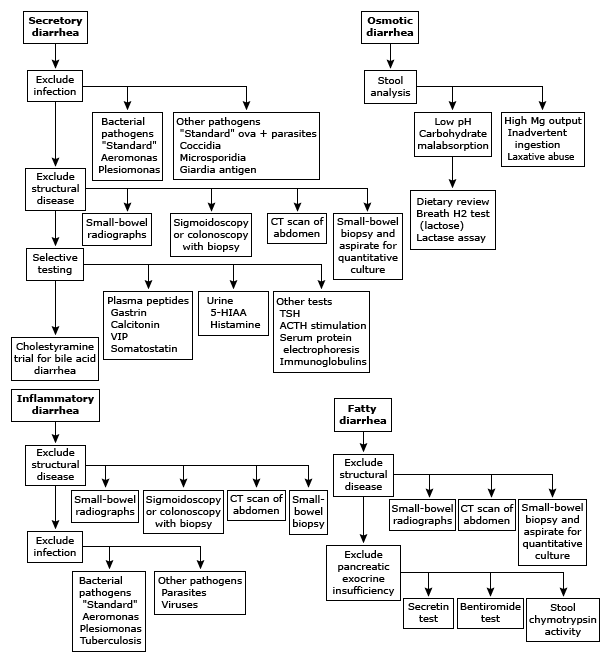 Secretory
diarrhea
Exclude
infection
Bacterial
pathogens
"Standard"
Aeromonas
Plesiomonas
Other pathogens
"Standard" ova + parasites
Coccidia
Microsporidia
Giardia antigen
Exclude
structural
disease
Small-bowel
radiographs
Sigmoidoscopy
or colonoscopy
with biopsy
CT scan of
abdomen
Small-bowel
biopsy and
aspirate for
quantitative
culture
Selective
testing
Plasma peptides
Gastrin
Calcitonin
VIP
Somatostatin
Urine
5-HIAA
Histamine
Other tests
TSH
ACTH stimulation
Serum protein
electrophoresis
Immunoglobulins
Cholestyramine
trial for bile acid
diarrhea
Osmotic
diarrhea
Stool
analysis
Low pH
Carbohydrate
malabsorption
High Mg output
Inadvertent
ingestion
Laxative abuse
Dietary review
Breath H2 test
(lactose)
Lactase assay
Inflammatory
diarrhea
Exclude
structural
disease
Small-bowel
radiographs
Sigmoidoscopy
or colonoscopy
with biopsy
CT scan of
abdomen
Small-
bowel
biopsy
Exclude
infection
Bacterial
pathogens
"Standard"
Aeromonas
Plesiomonas
Tuberculosis
Other pathogens
Parasites
Viruses
Fatty
diarrhea
Exclude
structural
disease
Small-bowel
radiographs
CT scan of
abdomen
Small-bowel
biopsy and
aspirate for
quantitative
culture
Exclude
pancreatic
exocrine
insufficiency
Secretin
test
Bentiromide
test
Stool
chymotrypsin
activity